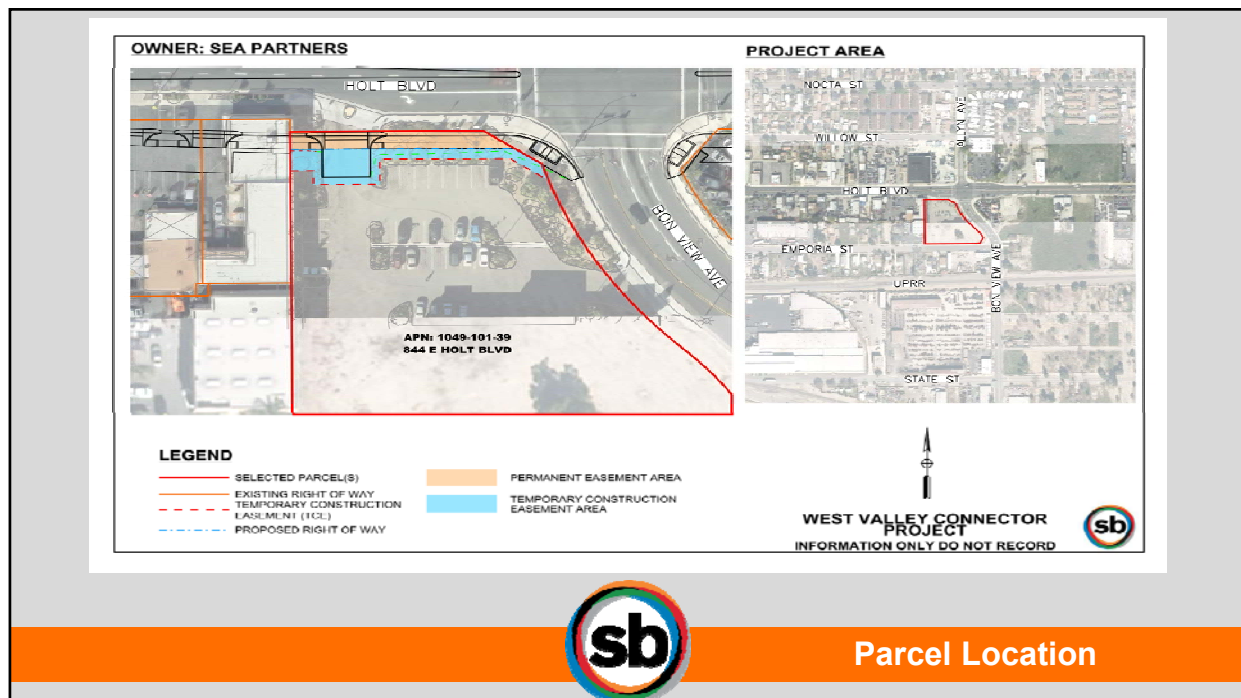 OWNER: SEA PARTNERS
HOLT BLVD
BON VIEW AVE
APN: 1049-101-39
844 E HOLT BLVD
PROJECT AREA
NOCTA ST
ALLYN AVE
WILLOW ST
HOLT BLVD
EMPORIA ST
BON VIEW AVE
UPRR
STATE ST
LEGEND
SELECTED PARCEL(S)
EXISTING RIGHT OF WAY
TEMPORARY CONSTRUCTION
EASEMENT (TCE)
PROPOSED RIGHT OF WAY
PERMANENT EASEMENT AREA
TEMPORARY CONSTRUCTION
EASEMENT AREA
WEST VALLEY CONNECTOR
PROJECT
INFORMATION ONLY DO NOT RECORD
sb
sb
Parcel Location